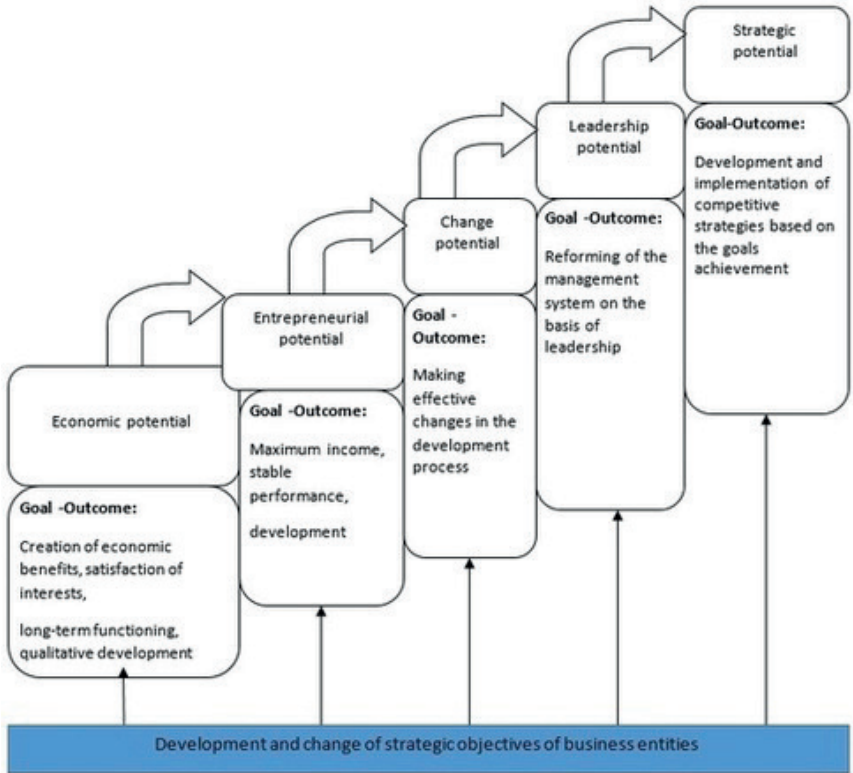 Strategic
potential
Goal-Outcome:
Development and
implementation of
competitive
strategies based on
the goals
achievement
Leadership
potential
Goal -Outcome:
Reforming of the
management
system on the
basis of
leadership
Change
potential
Goal -
Outcome:
Making
effective
changes in the
development
process
Entrepreneurial
potential
Goal -Outcome:
Maximum income,
stable
performance,
development
Economic potential
Goal -Outcome:
Creation of economic
benefits, satisfaction of
interests,
long-term functioning,
qualitative development
Development and change of strategic objectives of business entities